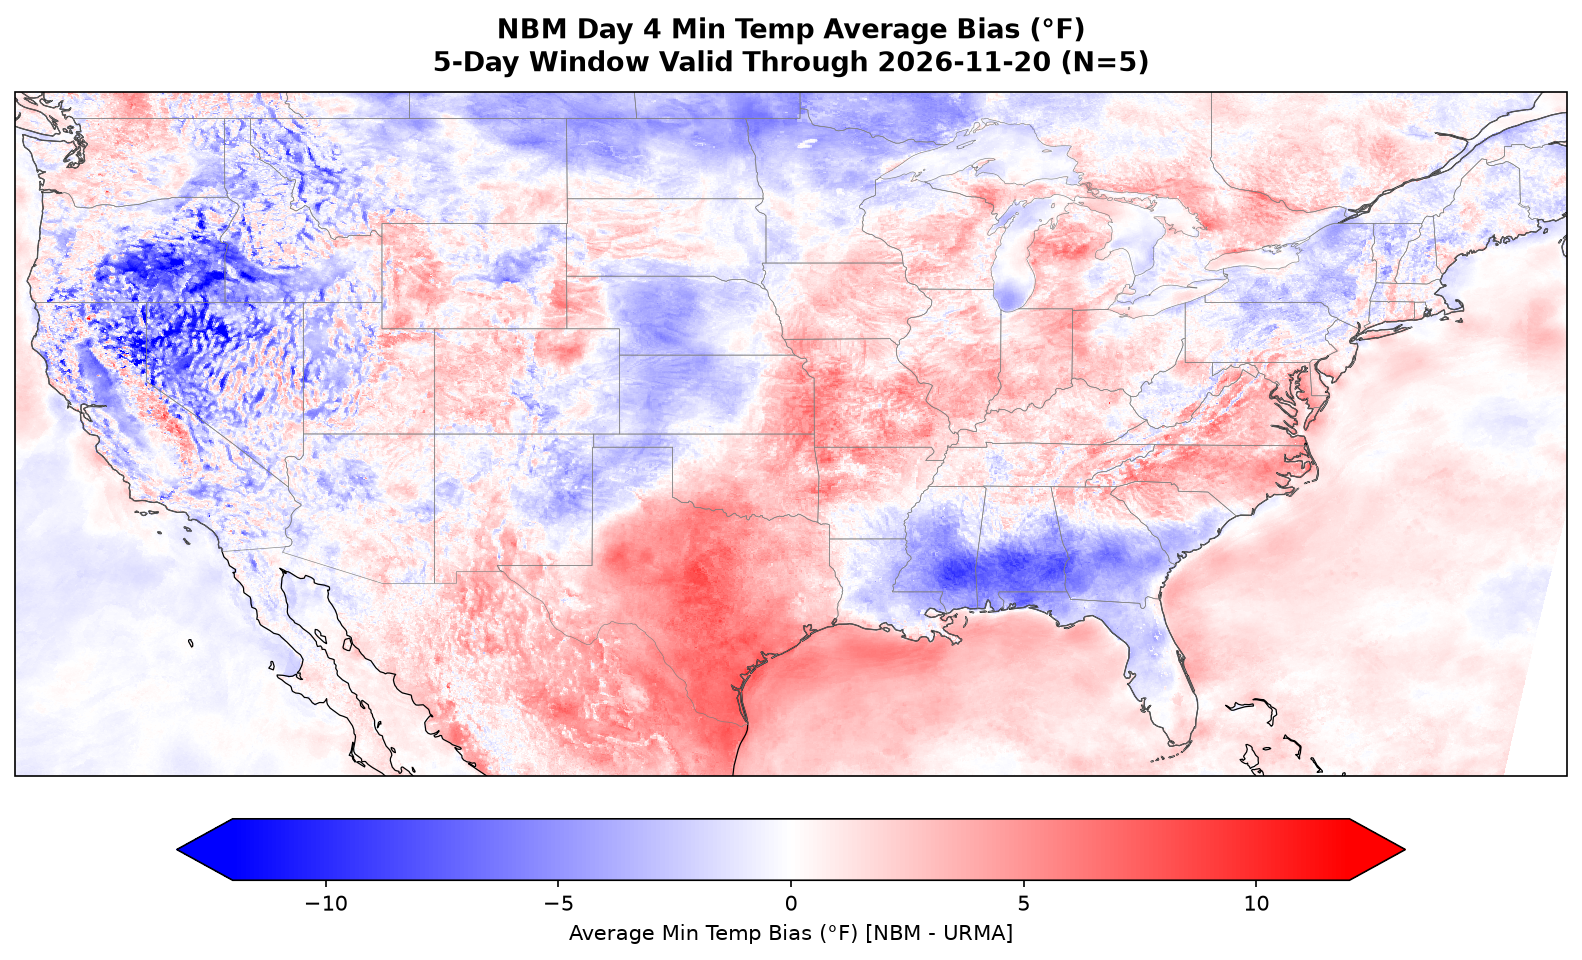 NBM Day 4 Min Temp Average Bias (°F)
5-Day Window Valid Through 2026-11-20 (N=5)
−10 −5 0 5 10
Average Min Temp Bias (°F) [NBM - URMA]